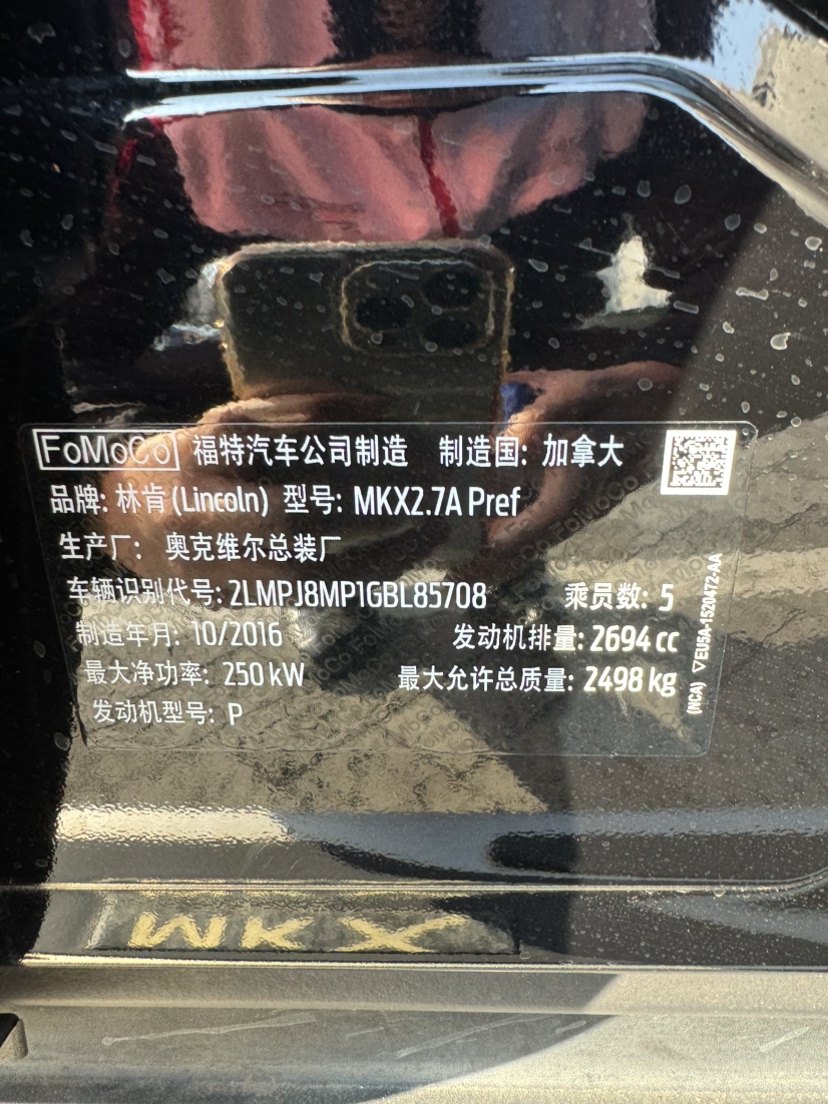 FoMoCo 福特汽车公司制造 制造国: 加拿大
品牌: 林肯(Lincoln) 型号: MKX2.7A Pref
生产厂: 奥克维尔总装厂
车辆识别代号: 2LMPJ8MP1GBL85708 乘员数: 5
制造年月: 10/2016 发动机排量: 2694 cc
最大净功率: 250 kW 最大允许总质量: 2498 kg
发动机型号: P
(NCA) ▽EU5A-1520472-AA
MKX